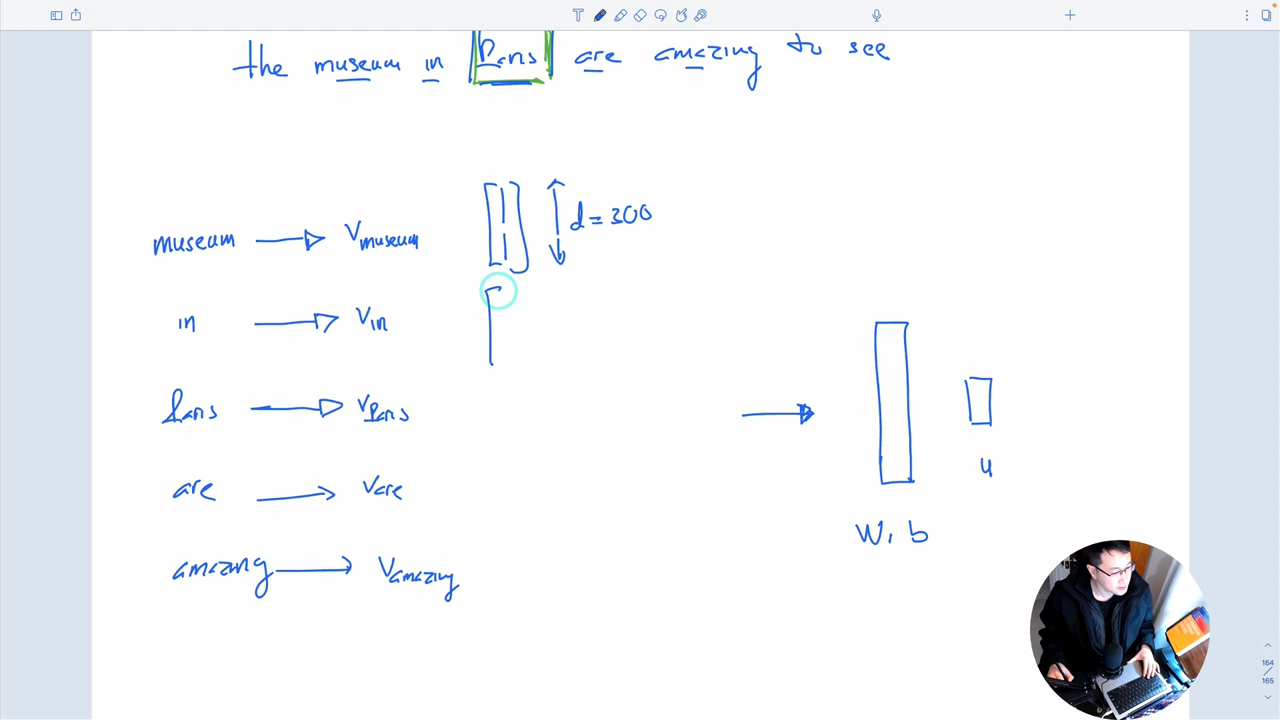 the museum in Paris are amazing to see
d = 300
museum → Vmuseum
in → Vin
Paris → VParis
are → Vare
u
W, b
amazing → Vamazing
164
165